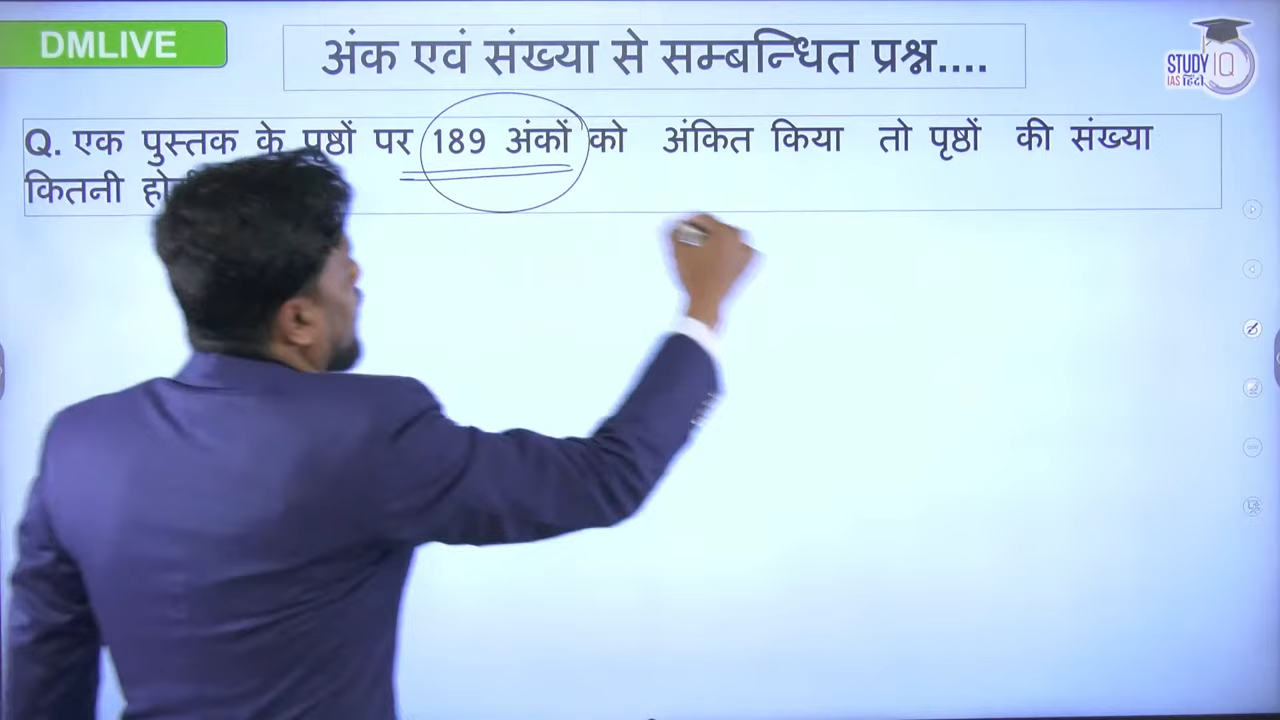 DMLIVE
अंक एवं संख्या से सम्बन्धित प्रश्न....
STUDY IQ
IAS हिंदी
Q. एक पुस्तक के पृष्ठों पर 189 अंकों को अंकित किया तो पृष्ठों की संख्या
कितनी